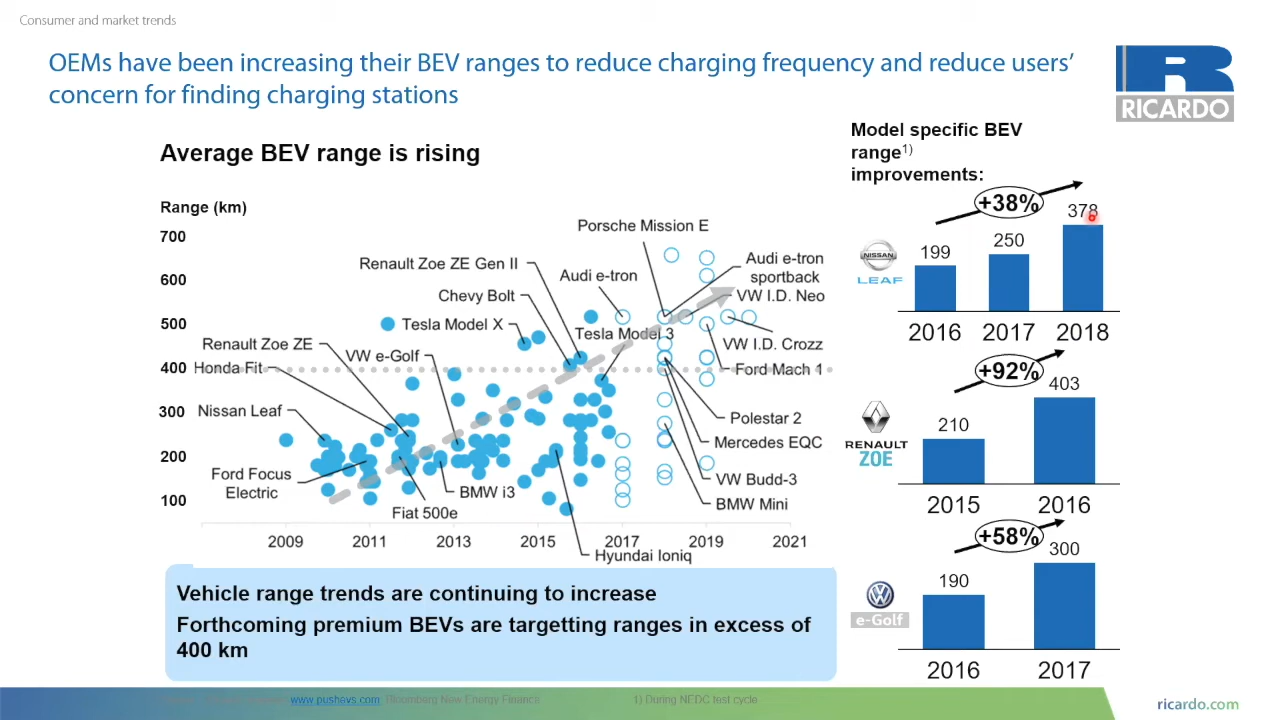 Consumer and market trends
OEMs have been increasing their BEV ranges to reduce charging frequency and reduce users'
concern for finding charging stations
RICARDO
Average BEV range is rising
Range (km)
700
600
500
400
300
200
100
2009
2011
2013
2015
2017
2019
2021
Porsche Mission E
Renault Zoe ZE Gen II
Audi e-tron
Audi e-tron
sportback
Chevy Bolt
VW I.D. Neo
Tesla Model X
Tesla Model 3
Renault Zoe ZE
VW e-Golf
VW I.D. Crozz
Honda Fit
Ford Mach 1
Nissan Leaf
Polestar 2
Mercedes EQC
Ford Focus
Electric
VW Budd-3
BMW i3
BMW Mini
Fiat 500e
Hyundai Ioniq
Vehicle range trends are continuing to increase
Forthcoming premium BEVs are targetting ranges in excess of
400 km
Model specific BEV
range1)
improvements:
+38%
199
250
378
NISSAN
LEAF
2016
2017
2018
+92%
210
403
RENAULT
ZOE
2015
2016
+58%
190
300
e-Golf
2016
2017
www.pushevs.com; Bloomberg New Energy Finance
1) During NEDC test cycle
ricardo.com